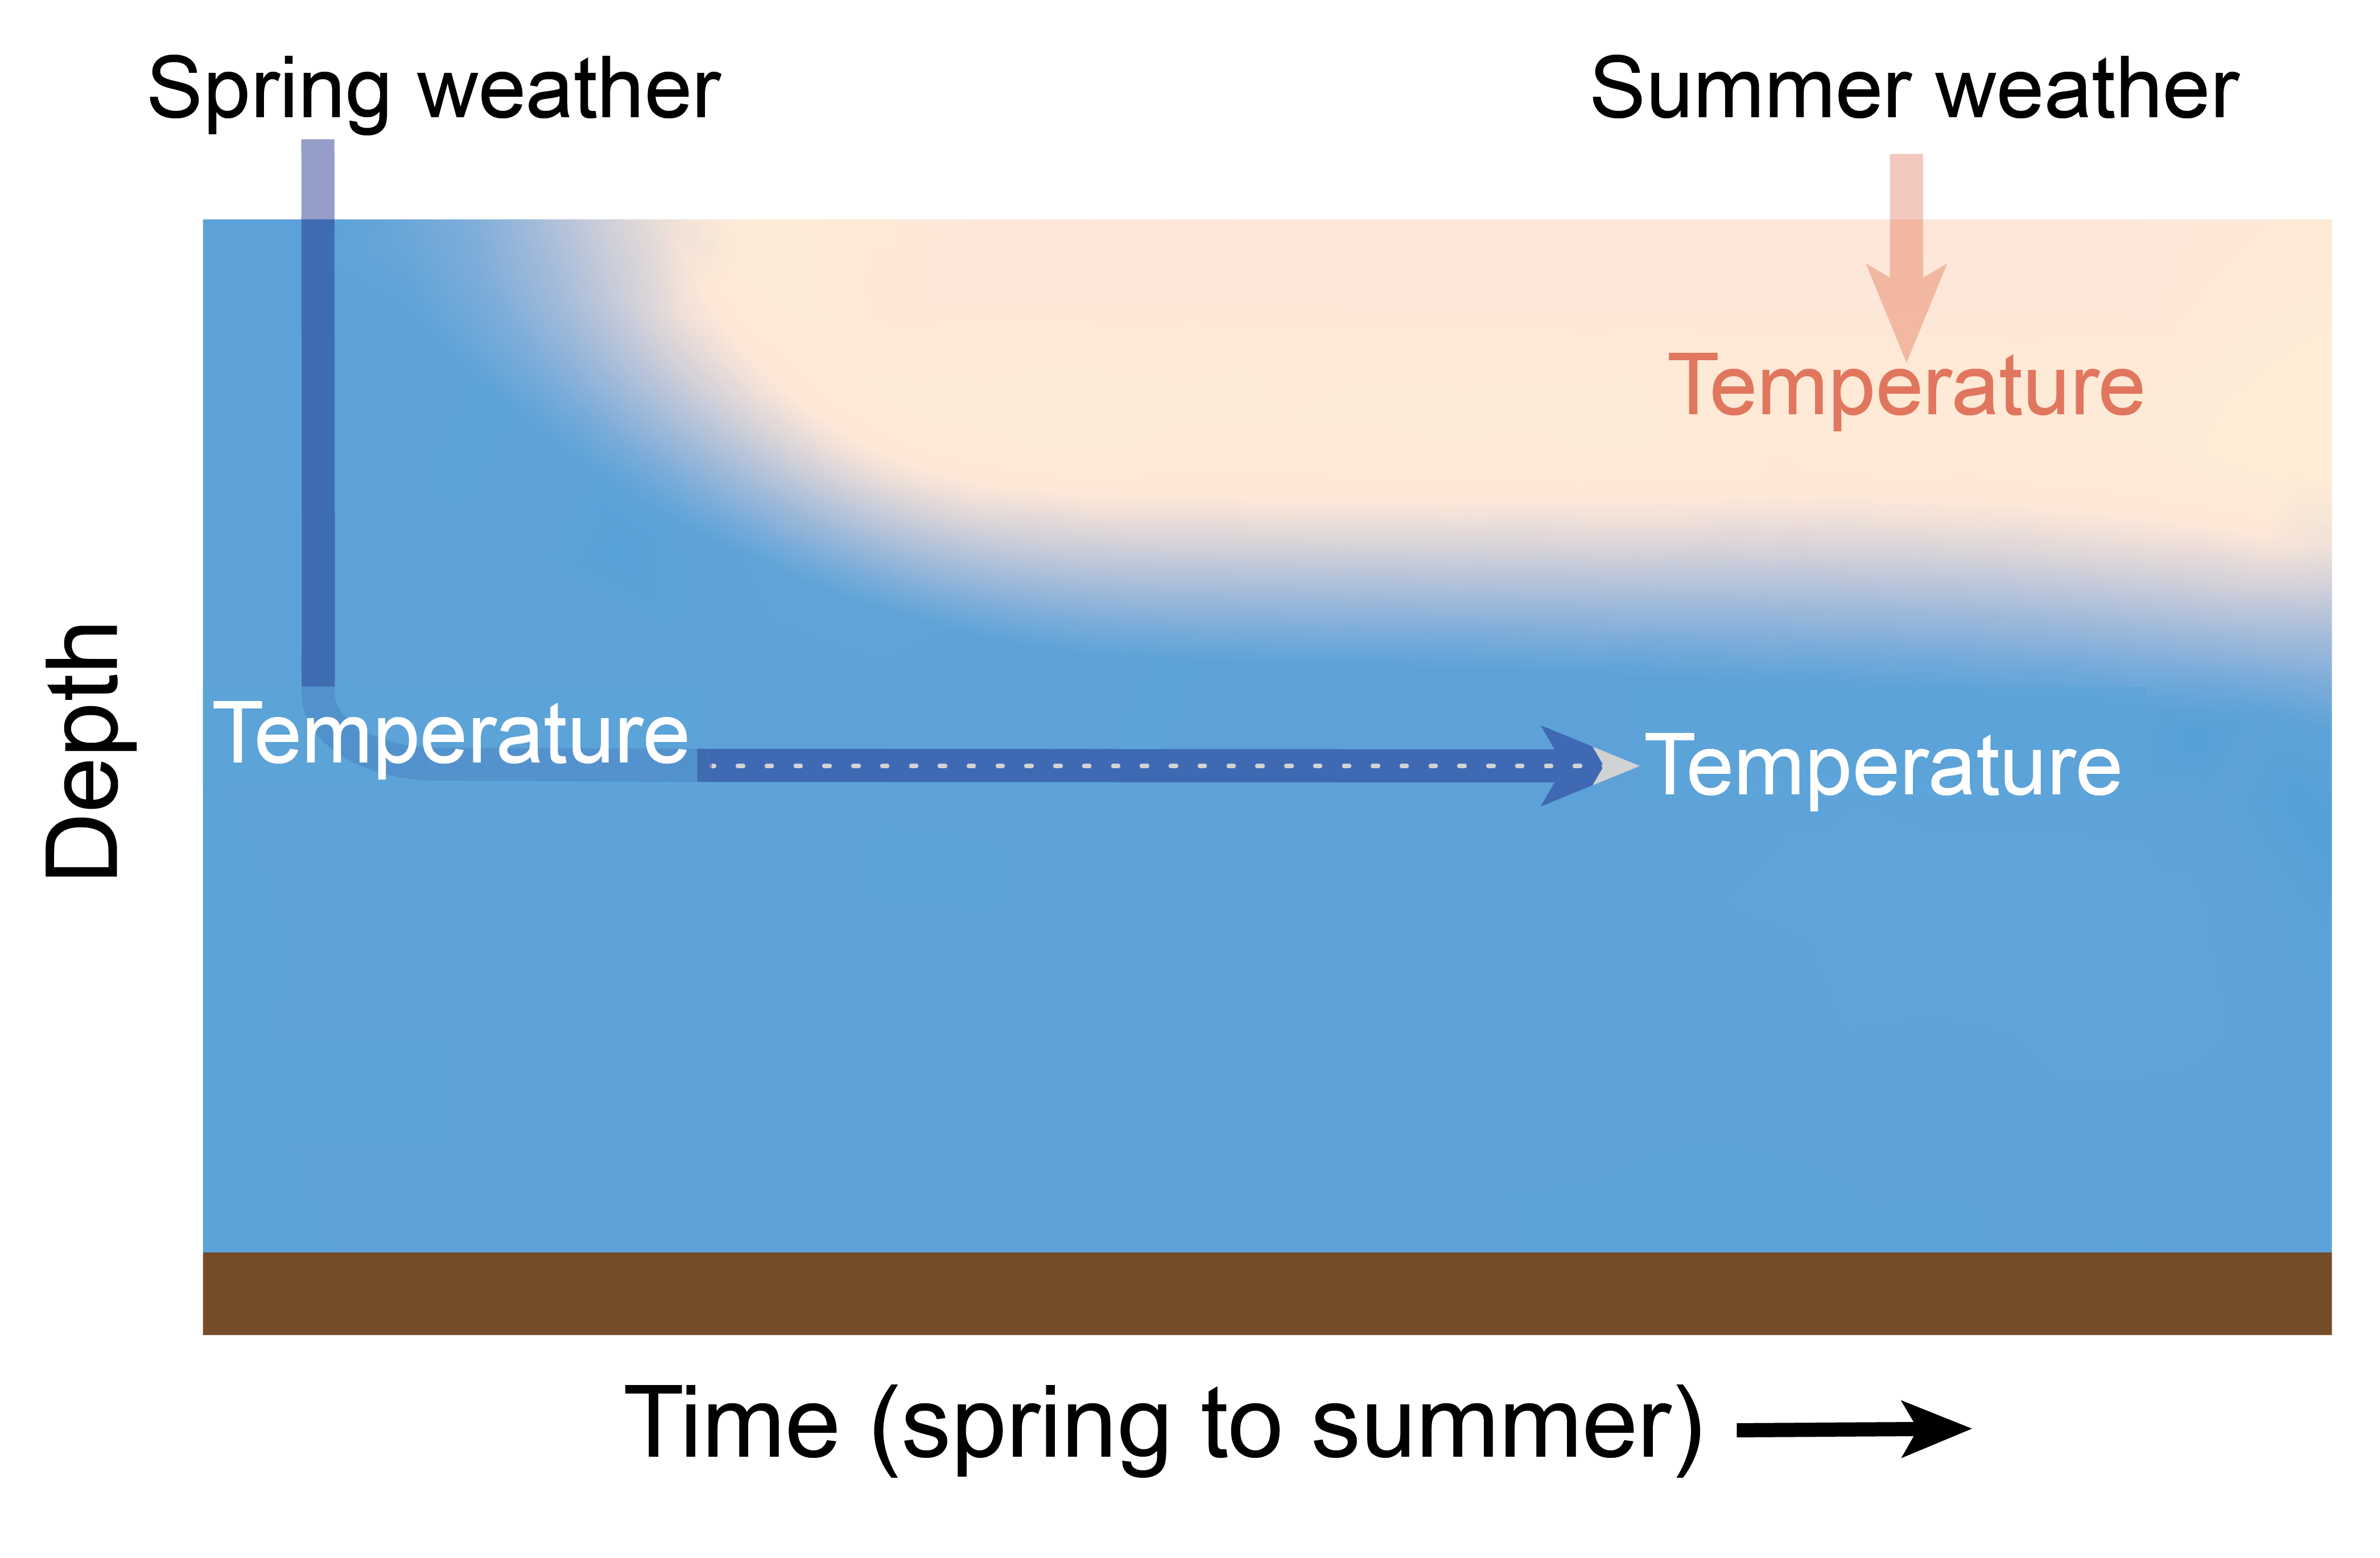 Spring weather
Summer weather
Temperature
Depth
Temperature
Temperature
Time (spring to summer)